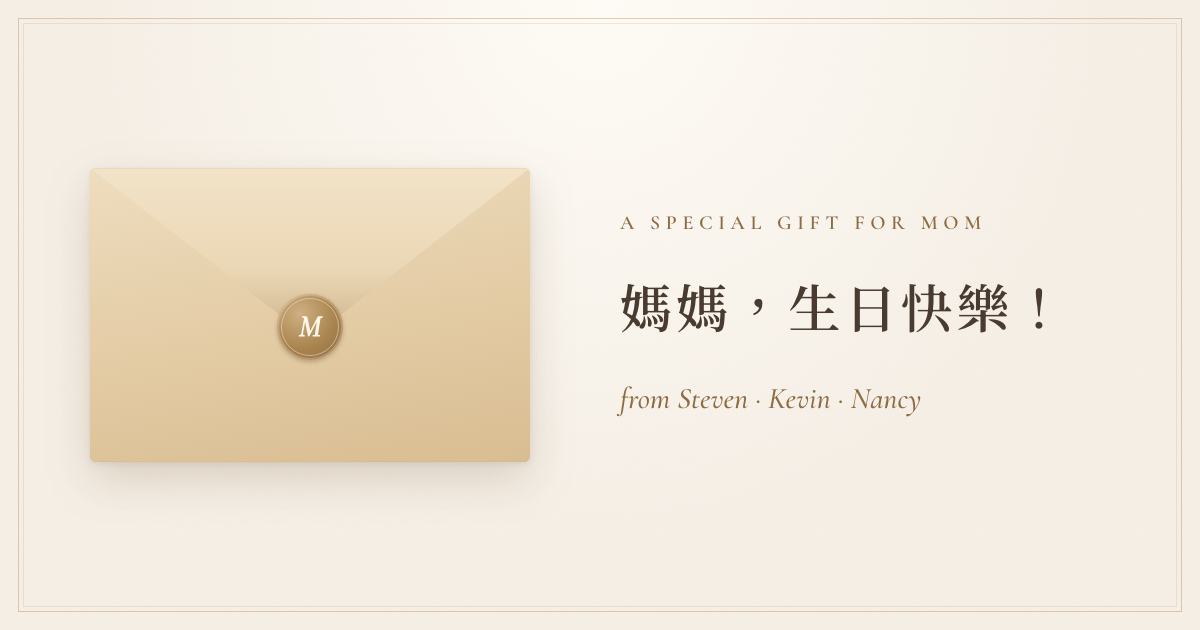 M
A SPECIAL GIFT FOR MOM
媽媽，生日快樂！
from Steven · Kevin · Nancy